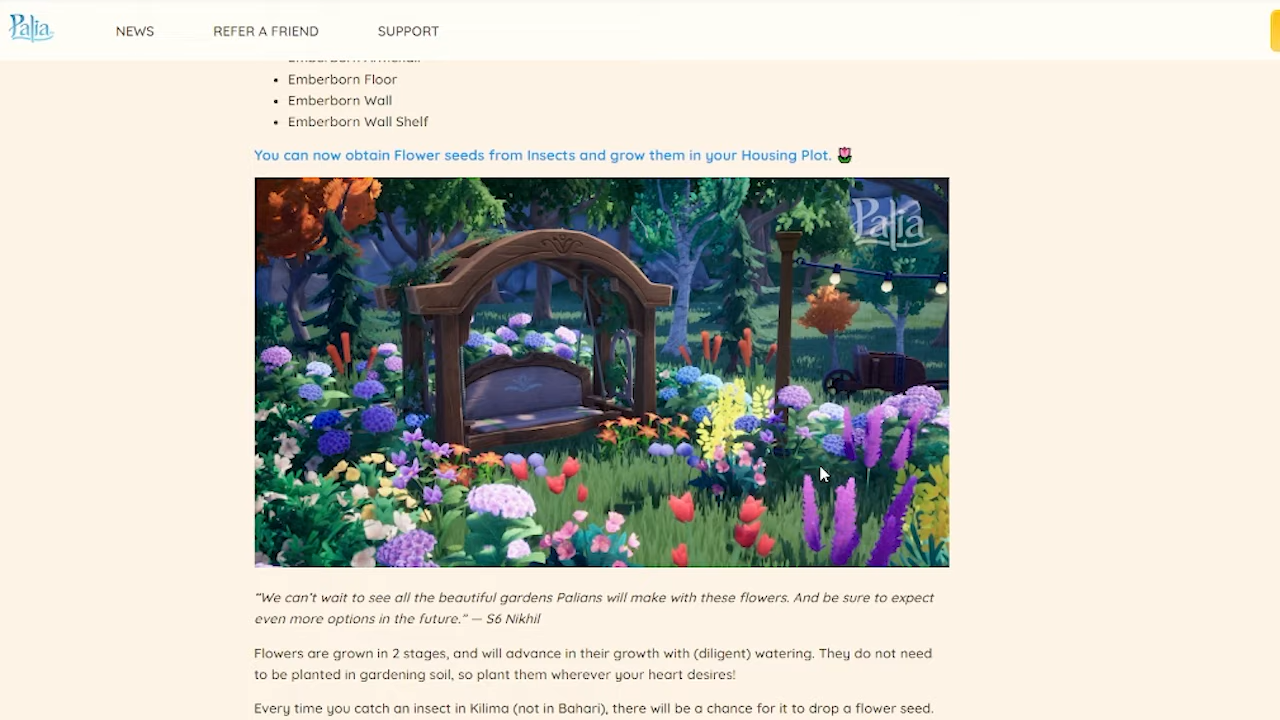 Palia
NEWS
REFER A FRIEND
SUPPORT
Emberborn Armchair
Emberborn Floor
Emberborn Wall
Emberborn Wall Shelf
You can now obtain Flower seeds from Insects and grow them in your Housing Plot. 🌷
Palia
"We can't wait to see all the beautiful gardens Palians will make with these flowers. And be sure to expect
even more options in the future." — S6 Nikhil
Flowers are grown in 2 stages, and will advance in their growth with (diligent) watering. They do not need
to be planted in gardening soil, so plant them wherever your heart desires!
Every time you catch an insect in Kilima (not in Bahari), there will be a chance for it to drop a flower seed.